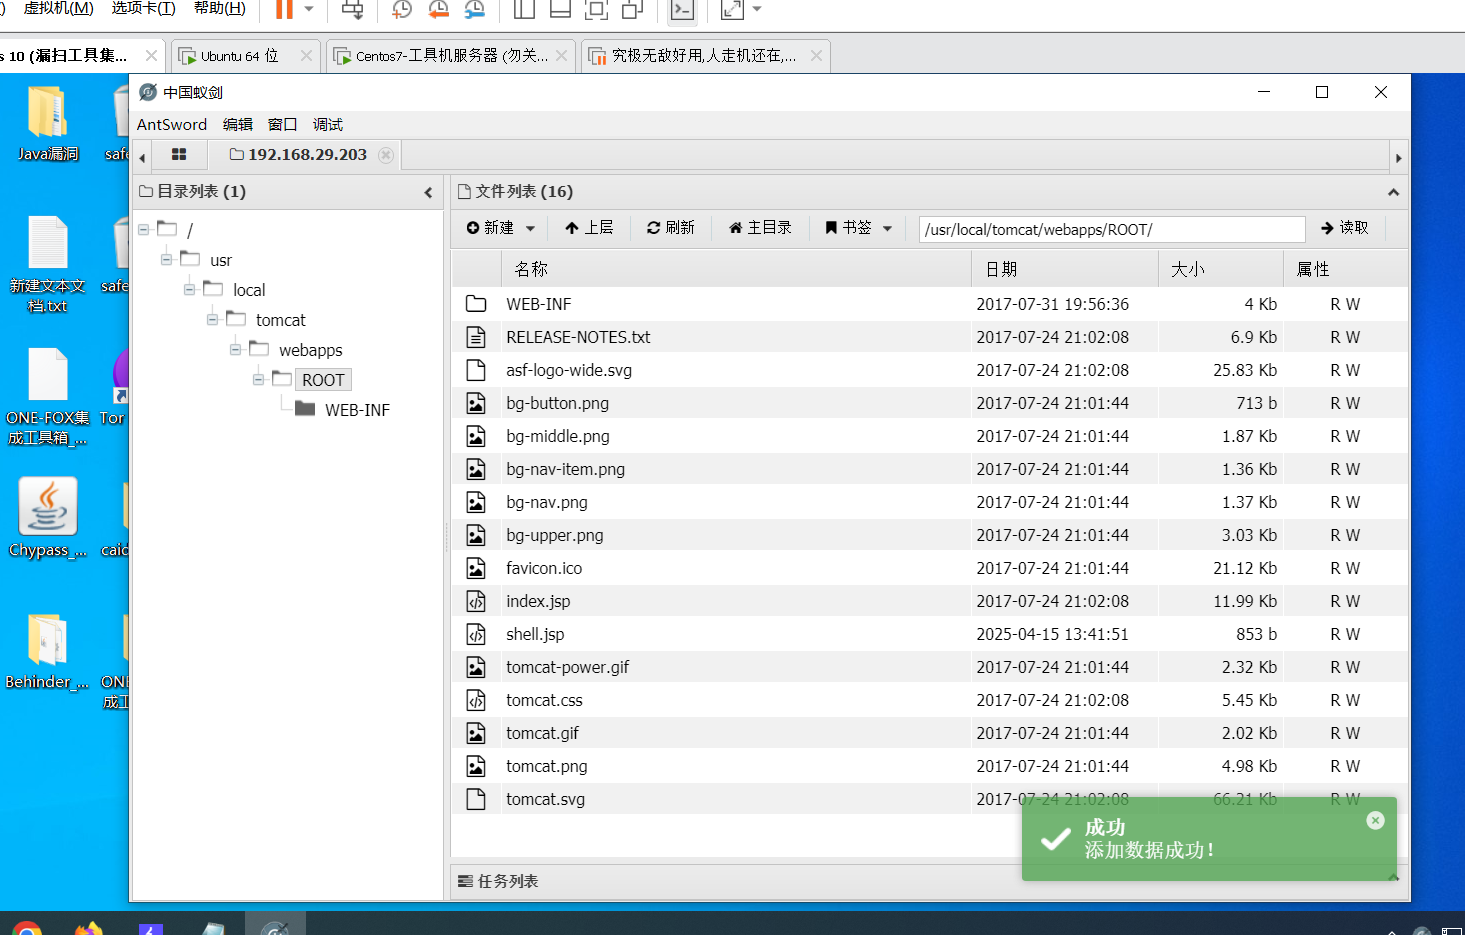 虚拟机(M) 选项卡(T) 帮助(H)
s 10 (漏扫工具集... Ubuntu 64 位 Centos7-工具机服务器 (勿关... 究极无敌好用,人走机还在,...
Java漏洞
safe
新建文本文
档.txt
safe
ONE-FOX集
成工具箱_...
Tor
Chypass_...
caid
Behinder_...
ONE
成工
中国蚁剑
AntSword 编辑 窗口 调试
192.168.29.203
目录列表 (1)
/
usr
local
tomcat
webapps
ROOT
WEB-INF
文件列表 (16)
新建 上层 刷新 主目录 书签 /usr/local/tomcat/webapps/ROOT/ 读取
名称 日期 大小 属性
WEB-INF 2017-07-31 19:56:36 4 Kb R W
RELEASE-NOTES.txt 2017-07-24 21:02:08 6.9 Kb R W
asf-logo-wide.svg 2017-07-24 21:02:08 25.83 Kb R W
bg-button.png 2017-07-24 21:01:44 713 b R W
bg-middle.png 2017-07-24 21:01:44 1.87 Kb R W
bg-nav-item.png 2017-07-24 21:01:44 1.36 Kb R W
bg-nav.png 2017-07-24 21:01:44 1.37 Kb R W
bg-upper.png 2017-07-24 21:01:44 3.03 Kb R W
favicon.ico 2017-07-24 21:01:44 21.12 Kb R W
index.jsp 2017-07-24 21:02:08 11.99 Kb R W
shell.jsp 2025-04-15 13:41:51 853 b R W
tomcat-power.gif 2017-07-24 21:01:44 2.32 Kb R W
tomcat.css 2017-07-24 21:02:08 5.45 Kb R W
tomcat.gif 2017-07-24 21:01:44 2.02 Kb R W
tomcat.png 2017-07-24 21:01:44 4.98 Kb R W
tomcat.svg 2017-07-24 21:02:08 66.21 Kb R W
成功
添加数据成功！
任务列表